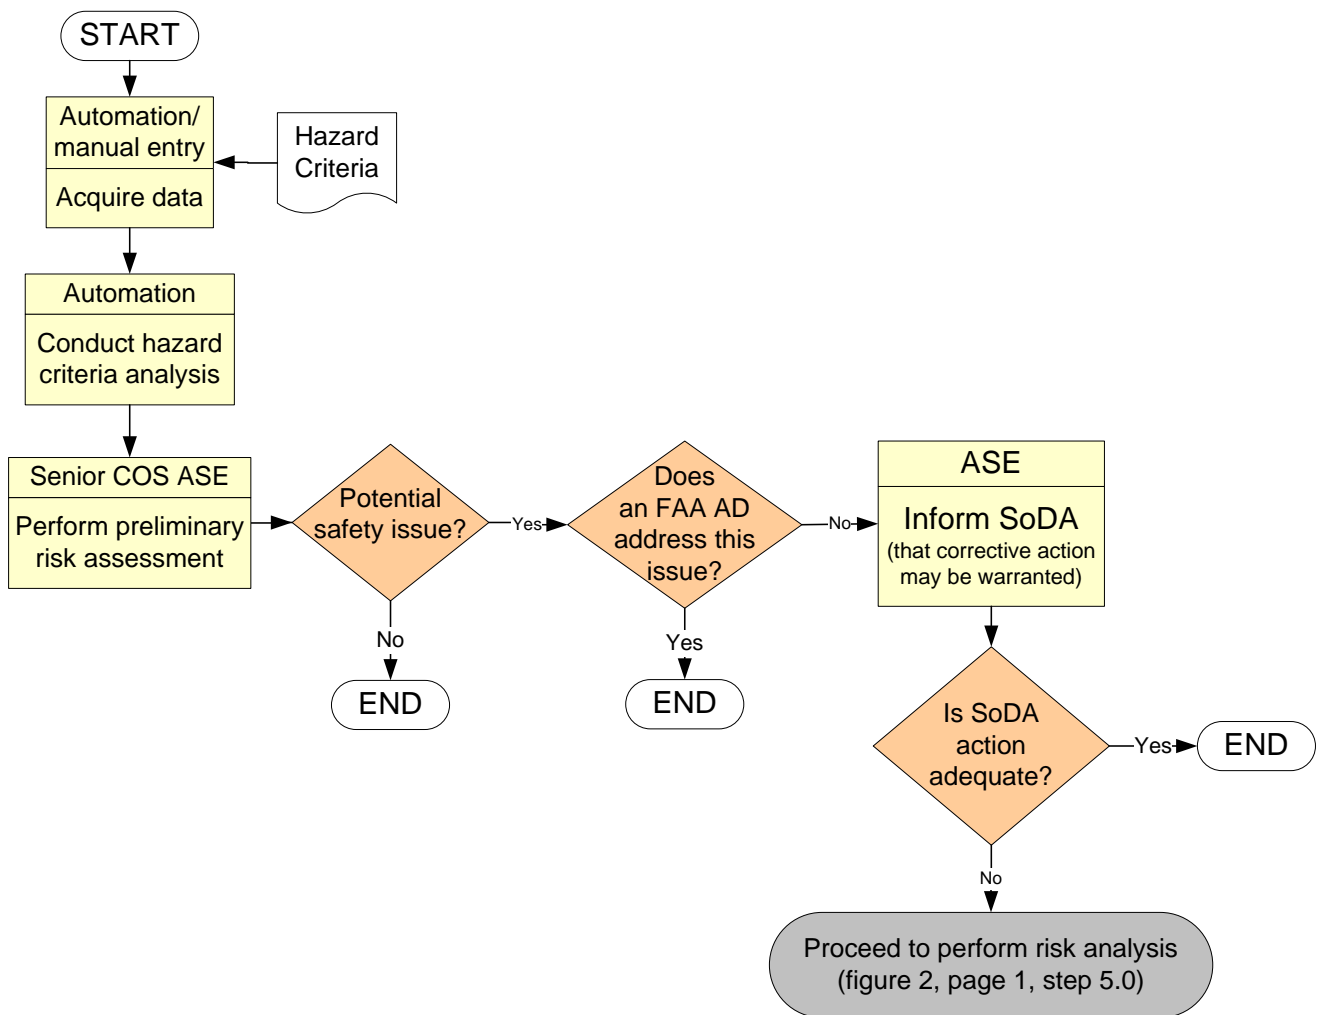 START
Automation/
manual entry
Acquire data
Hazard
Criteria
Automation
Conduct hazard
criteria analysis
Senior COS ASE
Perform preliminary
risk assessment
Potential
safety issue?
Yes
No
END
Does
an FAA AD
address this
issue?
No
Yes
END
ASE
Inform SoDA
(that corrective action
may be warranted)
Is SoDA
action
adequate?
Yes
END
No
Proceed to perform risk analysis
(figure 2, page 1, step 5.0)